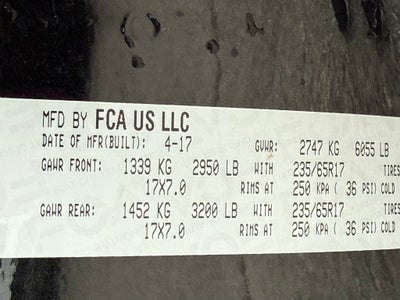 MFD BY FCA US LLC
DATE OF MFR(BUILT): 4-17 GVWR: 2747 KG 6055 LB
GAWR FRONT: 1339 KG 2950 LB WITH 235/65R17 TIRES
17X7.0 RIMS AT 250 KPA ( 36 PSI) COLD
GAWR REAR: 1452 KG 3200 LB WITH 235/65R17 TIRES
17X7.0 RIMS AT 250 KPA ( 36 PSI) COLD